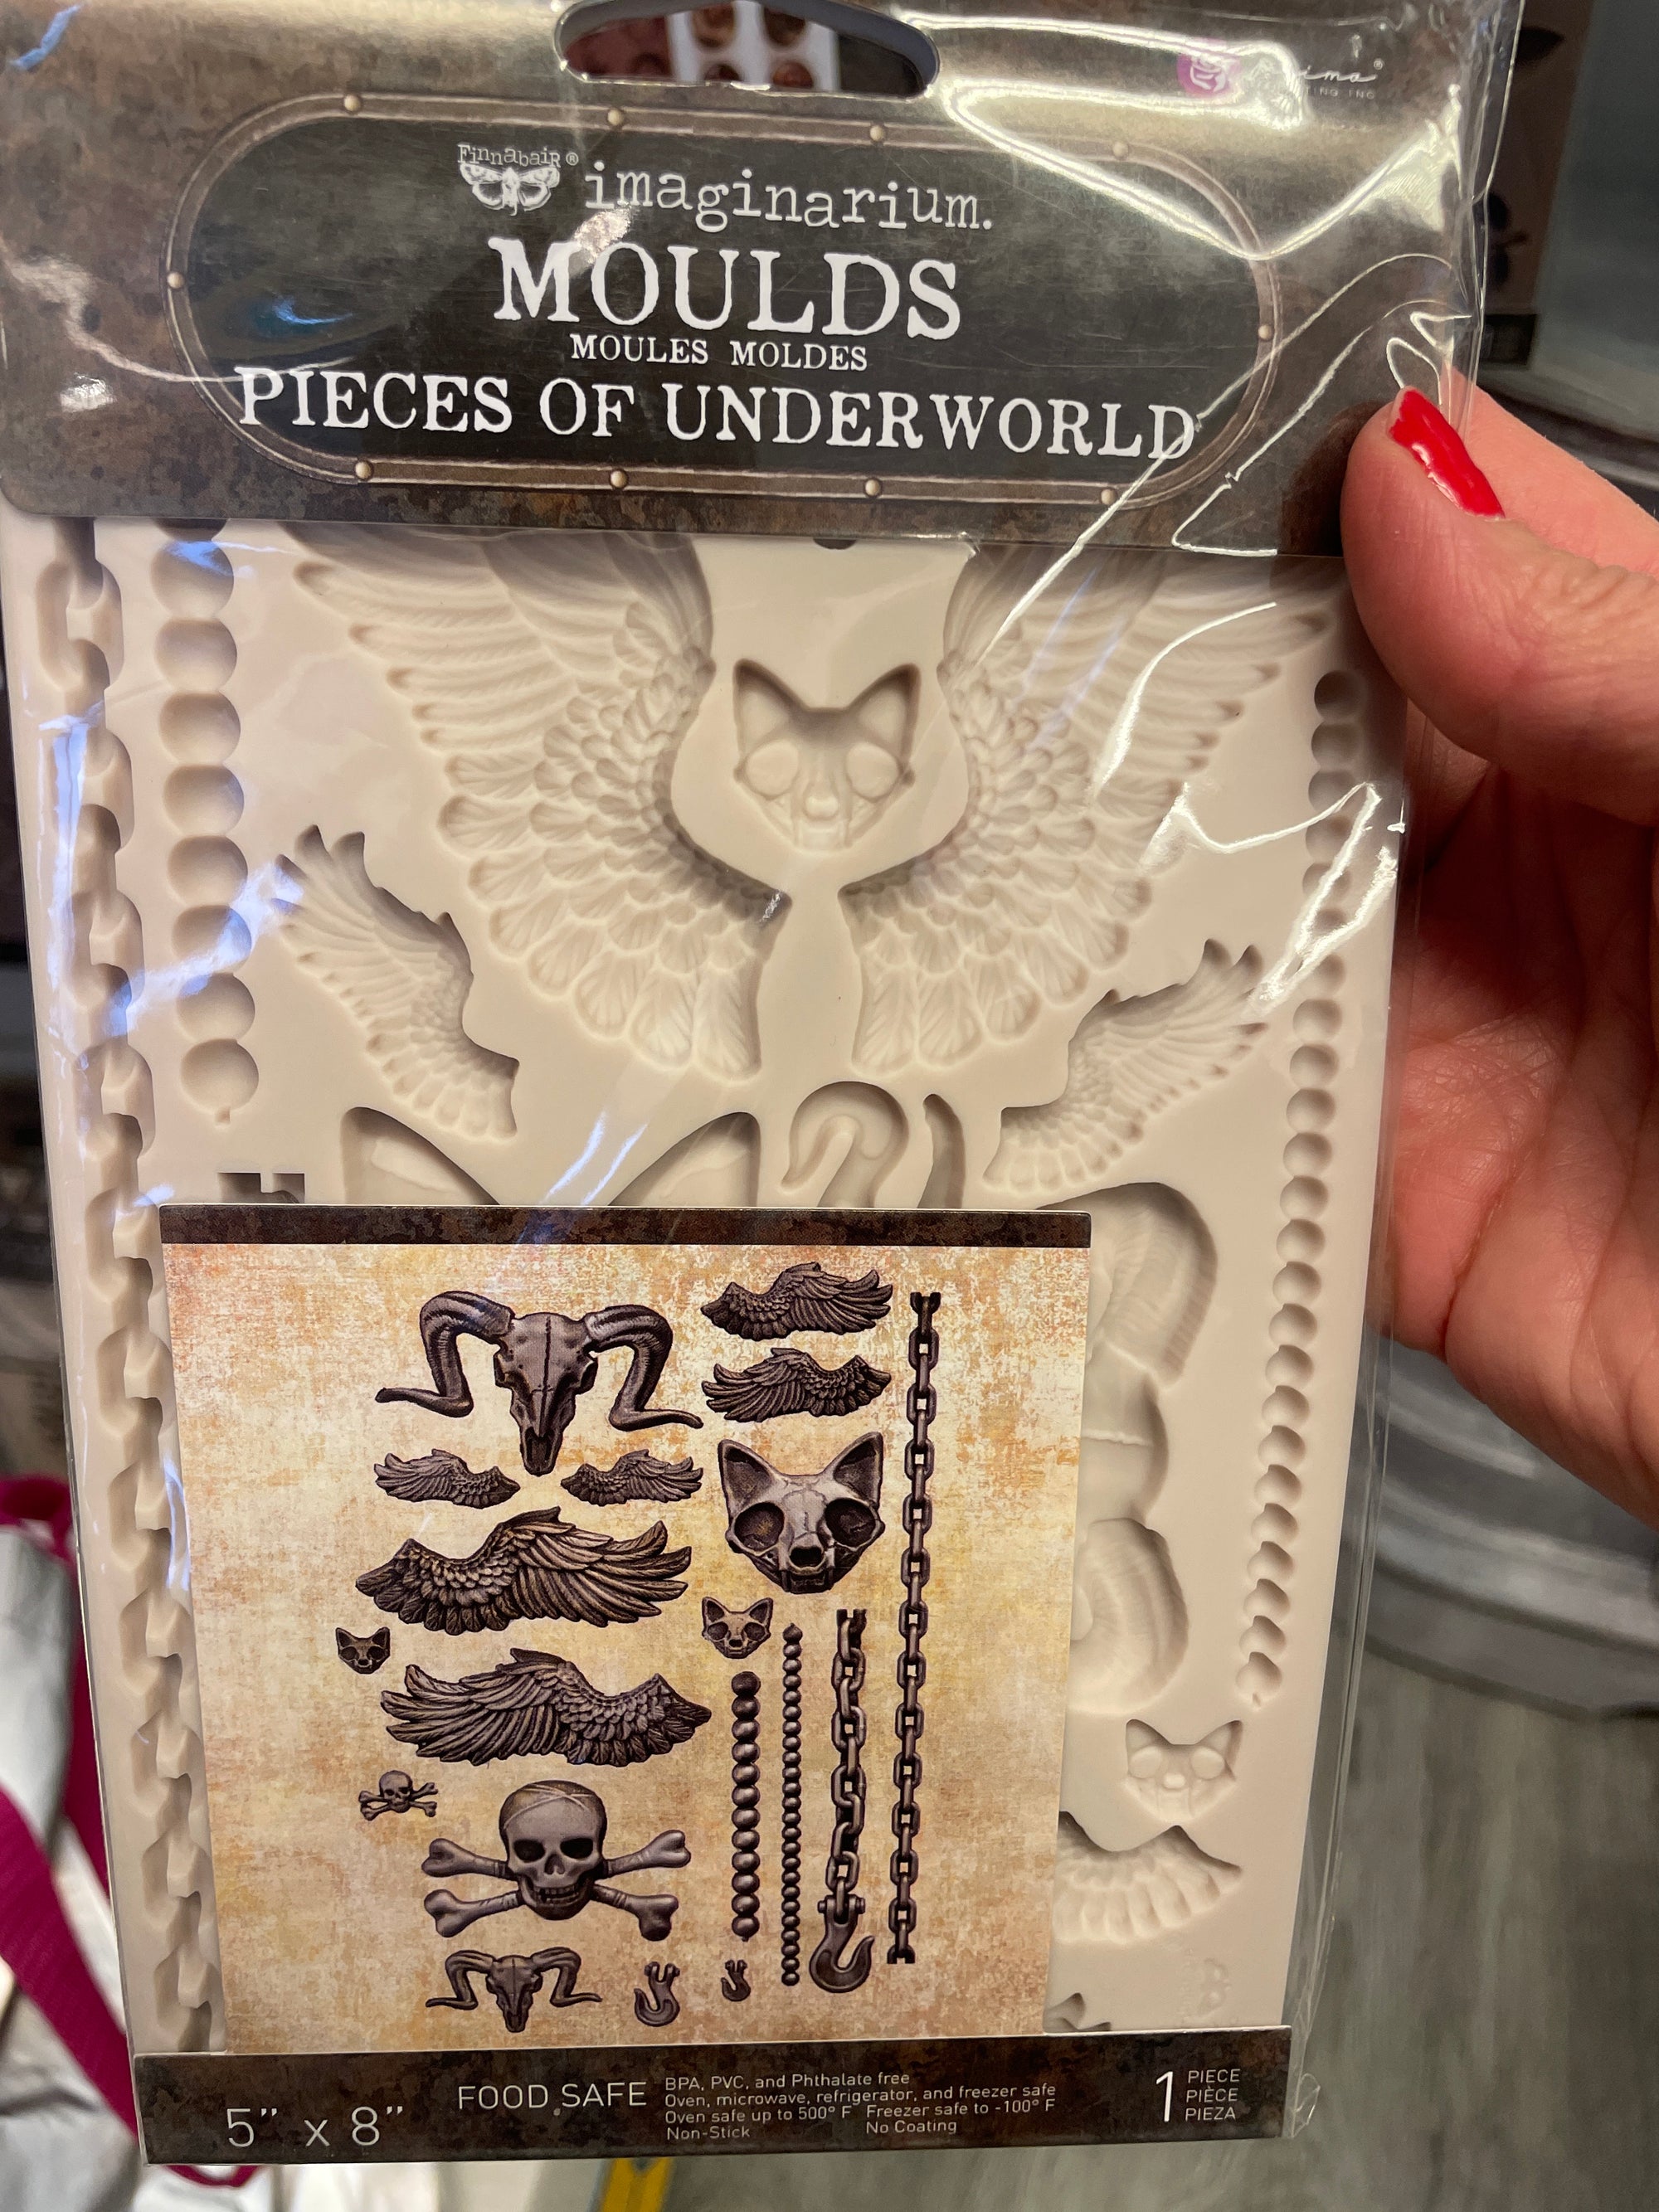 Finnabair®
imaginarium.
MOULDS
MOULES MOLDES
PIECES OF UNDERWORLD
5” x 8”
FOOD SAFE
BPA, PVC, and Phthalate free
Oven, microwave, refrigerator, and freezer safe
Oven safe up to 500° F Freezer safe to -100° F
Non-Stick No Coating
1 PIECE
PIÈCE
PIEZA